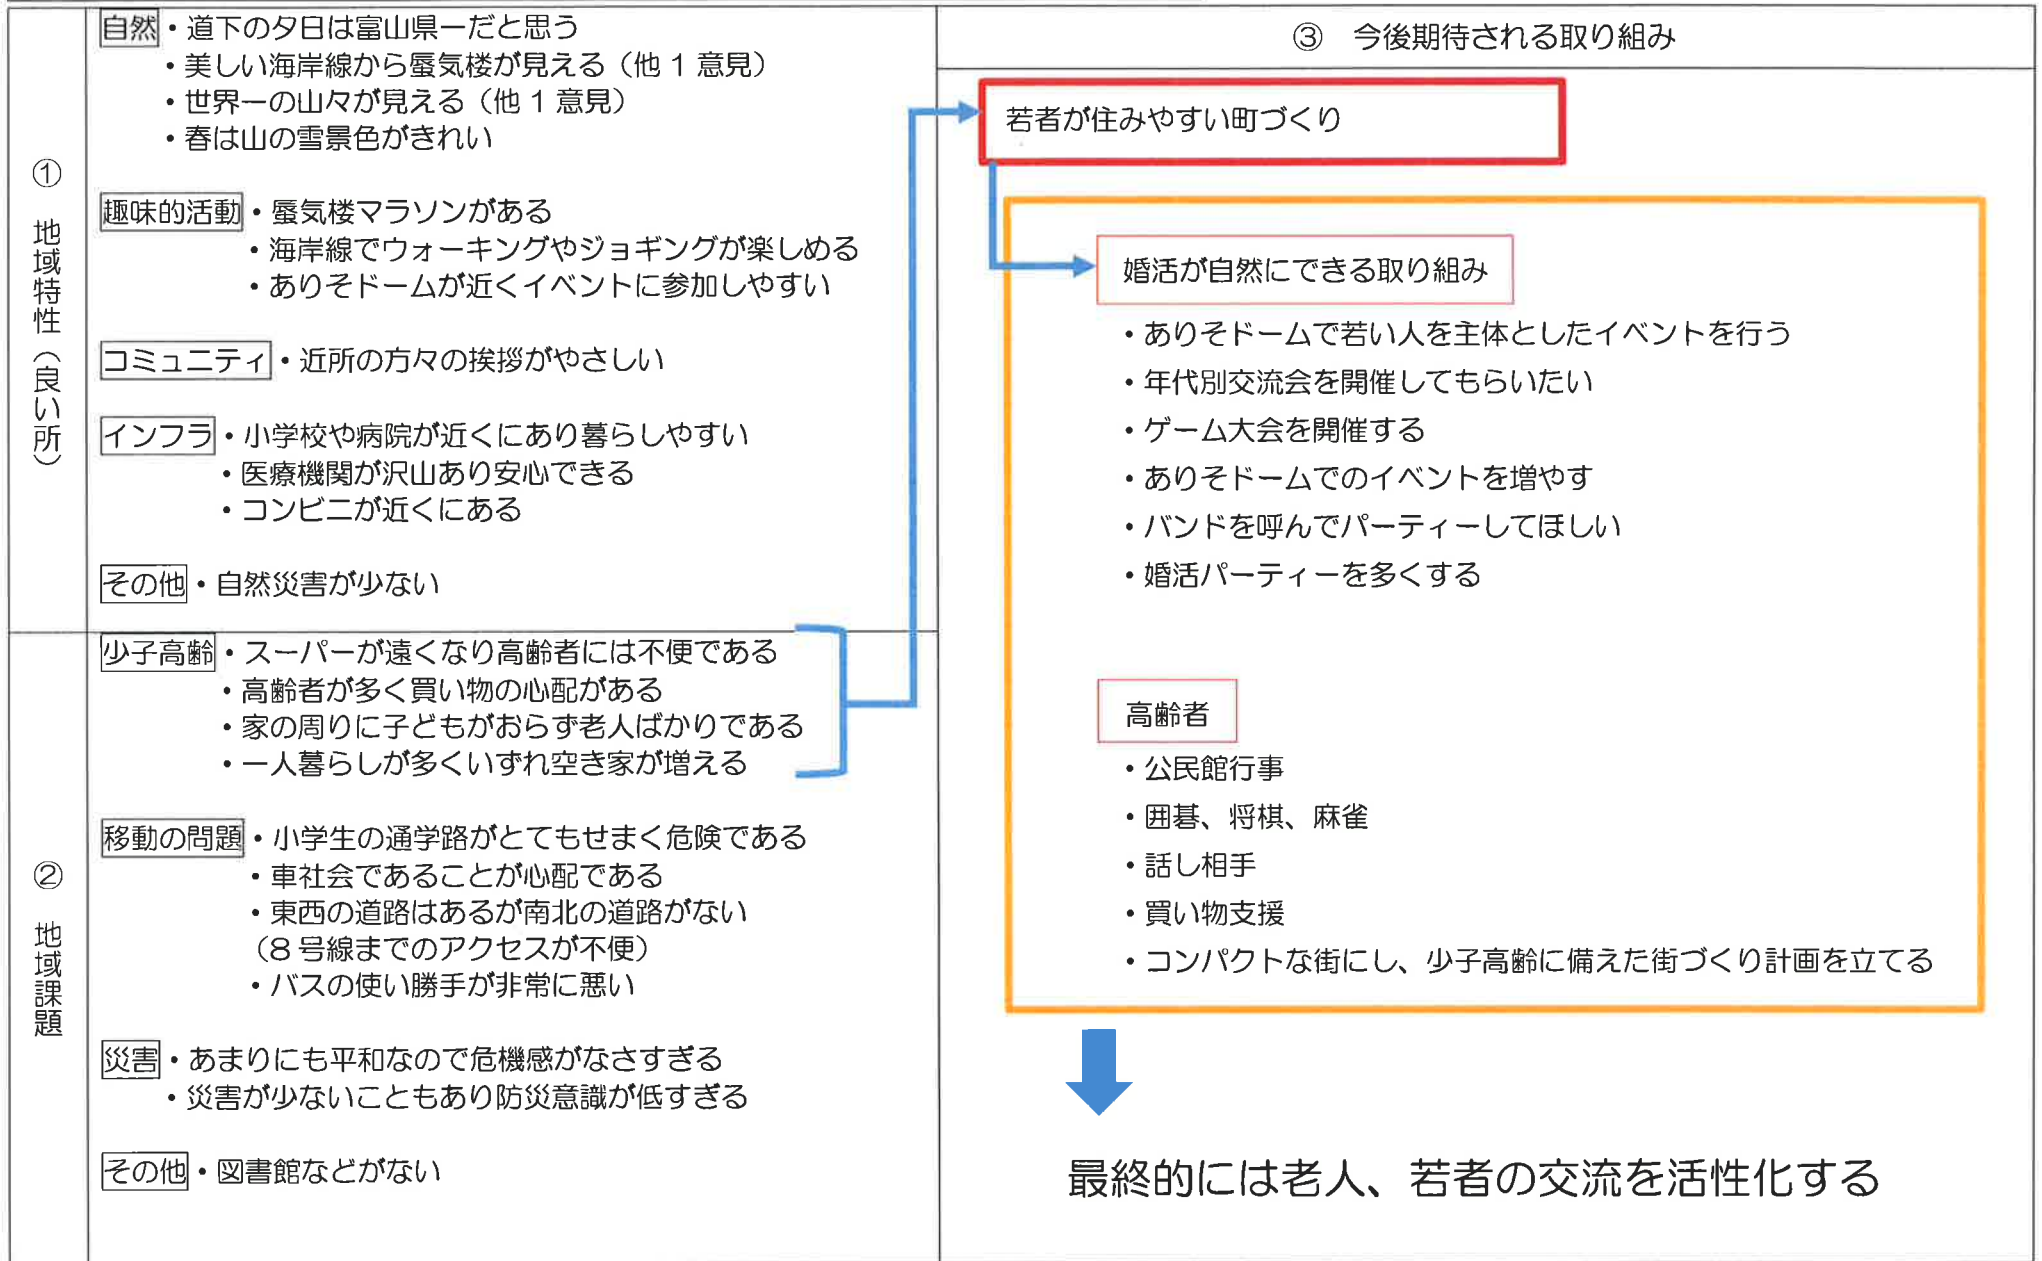 ① 地域特性（良い所）
自然・道下の夕日は富山県一だと思う
・美しい海岸線から蜃気楼が見える（他１意見）
・世界一の山々が見える（他１意見）
・春は山の雪景色がきれい
趣味的活動・蜃気楼マラソンがある
・海岸線でウォーキングやジョギングが楽しめる
・ありそドームが近くイベントに参加しやすい
コミュニティ・近所の方々の挨拶がやさしい
インフラ・小学校や病院が近くにあり暮らしやすい
・医療機関が沢山あり安心できる
・コンビニが近くにある
その他・自然災害が少ない
② 地域課題
少子高齢・スーパーが遠くなり高齢者には不便である
・高齢者が多く買い物の心配がある
・家の周りに子どもがおらず老人ばかりである
・一人暮らしが多くいずれ空き家が増える
移動の問題・小学生の通学路がとてもせまく危険である
・車社会であることが心配である
・東西の道路はあるが南北の道路がない
（８号線までのアクセスが不便）
・バスの使い勝手が非常に悪い
災害・あまりにも平和なので危機感がなさすぎる
・災害が少ないこともあり防災意識が低すぎる
その他・図書館などがない
③　今後期待される取り組み
若者が住みやすい町づくり
婚活が自然にできる取り組み
・ありそドームで若い人を主体としたイベントを行う
・年代別交流会を開催してもらいたい
・ゲーム大会を開催する
・ありそドームでのイベントを増やす
・バンドを呼んでパーティーしてほしい
・婚活パーティーを多くする
高齢者
・公民館行事
・囲碁、将棋、麻雀
・話し相手
・買い物支援
・コンパクトな街にし、少子高齢に備えた街づくり計画を立てる
最終的には老人、若者の交流を活性化する